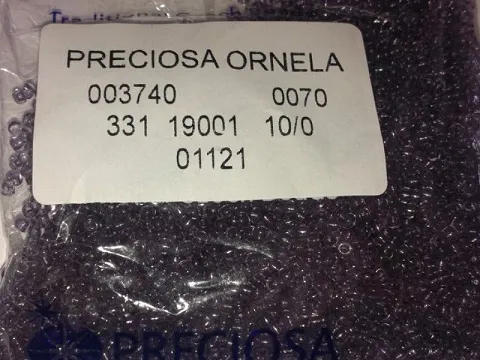 PRECIOSA ORNELA
003740 0070
331 19001 10/0
01121
PRECIOSA